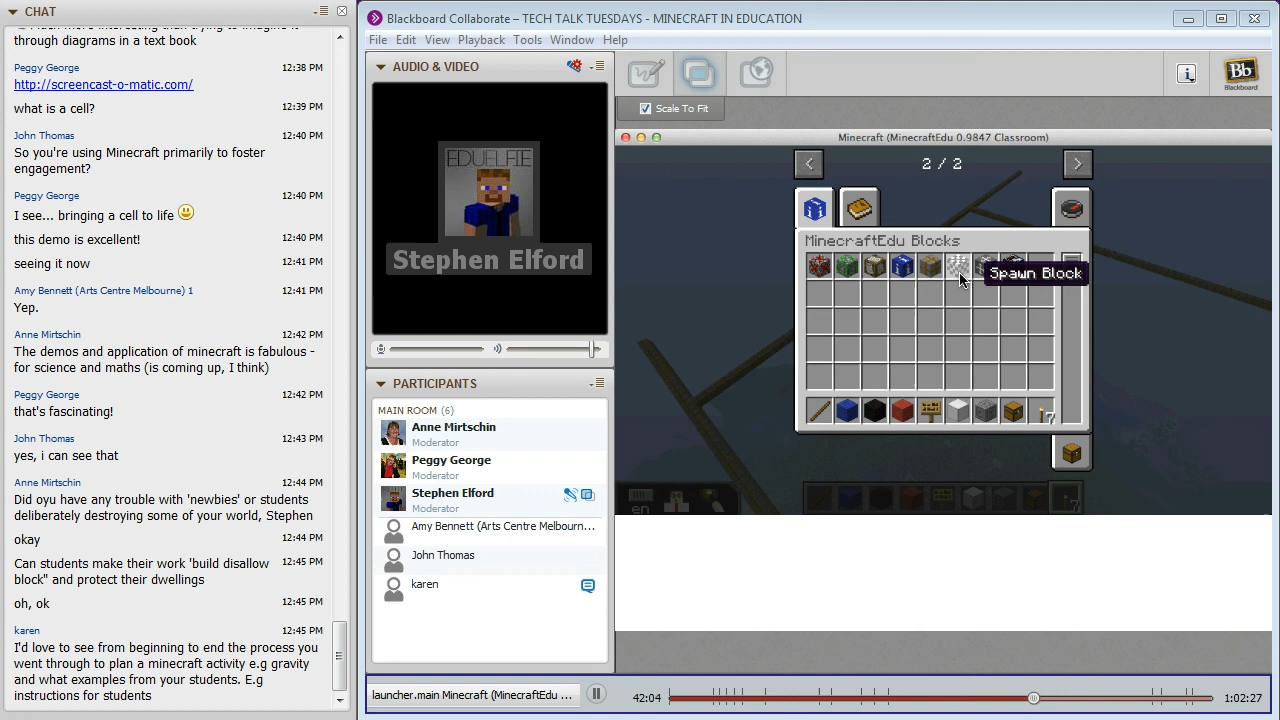 CHAT
through diagrams in a text book
Peggy George 12:38 PM
http://screencast-o-matic.com/
what is a cell? 12:39 PM
John Thomas 12:40 PM
So you're using Minecraft primarily to foster
engagement?
Peggy George 12:40 PM
I see... bringing a cell to life
this demo is excellent! 12:40 PM
seeing it now 12:41 PM
Amy Bennett (Arts Centre Melbourne) 1 12:41 PM
Yep.
Anne Mirtschin 12:42 PM
The demos and application of minecraft is fabulous -
for science and maths (is coming up, I think)
Peggy George 12:42 PM
that's fascinating!
John Thomas 12:43 PM
yes, i can see that
Anne Mirtschin 12:44 PM
Did oyu have any trouble with 'newbies' or students
deliberately destroying some of your world, Stephen
okay 12:44 PM
Can students make their work 'build disallow 12:45 PM
block" and protect their dwellings
oh, ok 12:45 PM
karen 12:45 PM
I'd love to see from beginning to end the process you
went through to plan a minecraft activity e.g gravity
and what examples from your students. E.g
instructions for students
Blackboard Collaborate – TECH TALK TUESDAYS - MINECRAFT IN EDUCATION
File Edit View Playback Tools Window Help
AUDIO & VIDEO
EDUELFIE
Stephen Elford
PARTICIPANTS
MAIN ROOM (6)
Anne Mirtschin
Moderator
Peggy George
Moderator
Stephen Elford
Moderator
Amy Bennett (Arts Centre Melbourn...
John Thomas
karen
Bb
Blackboard
Scale To Fit
Minecraft (MinecraftEdu 0.9847 Classroom)
< 2 / 2 >
MinecraftEdu Blocks
Spawn Block
7
en
7
launcher.main Minecraft (MinecraftEdu ...
42:04
1:02:27